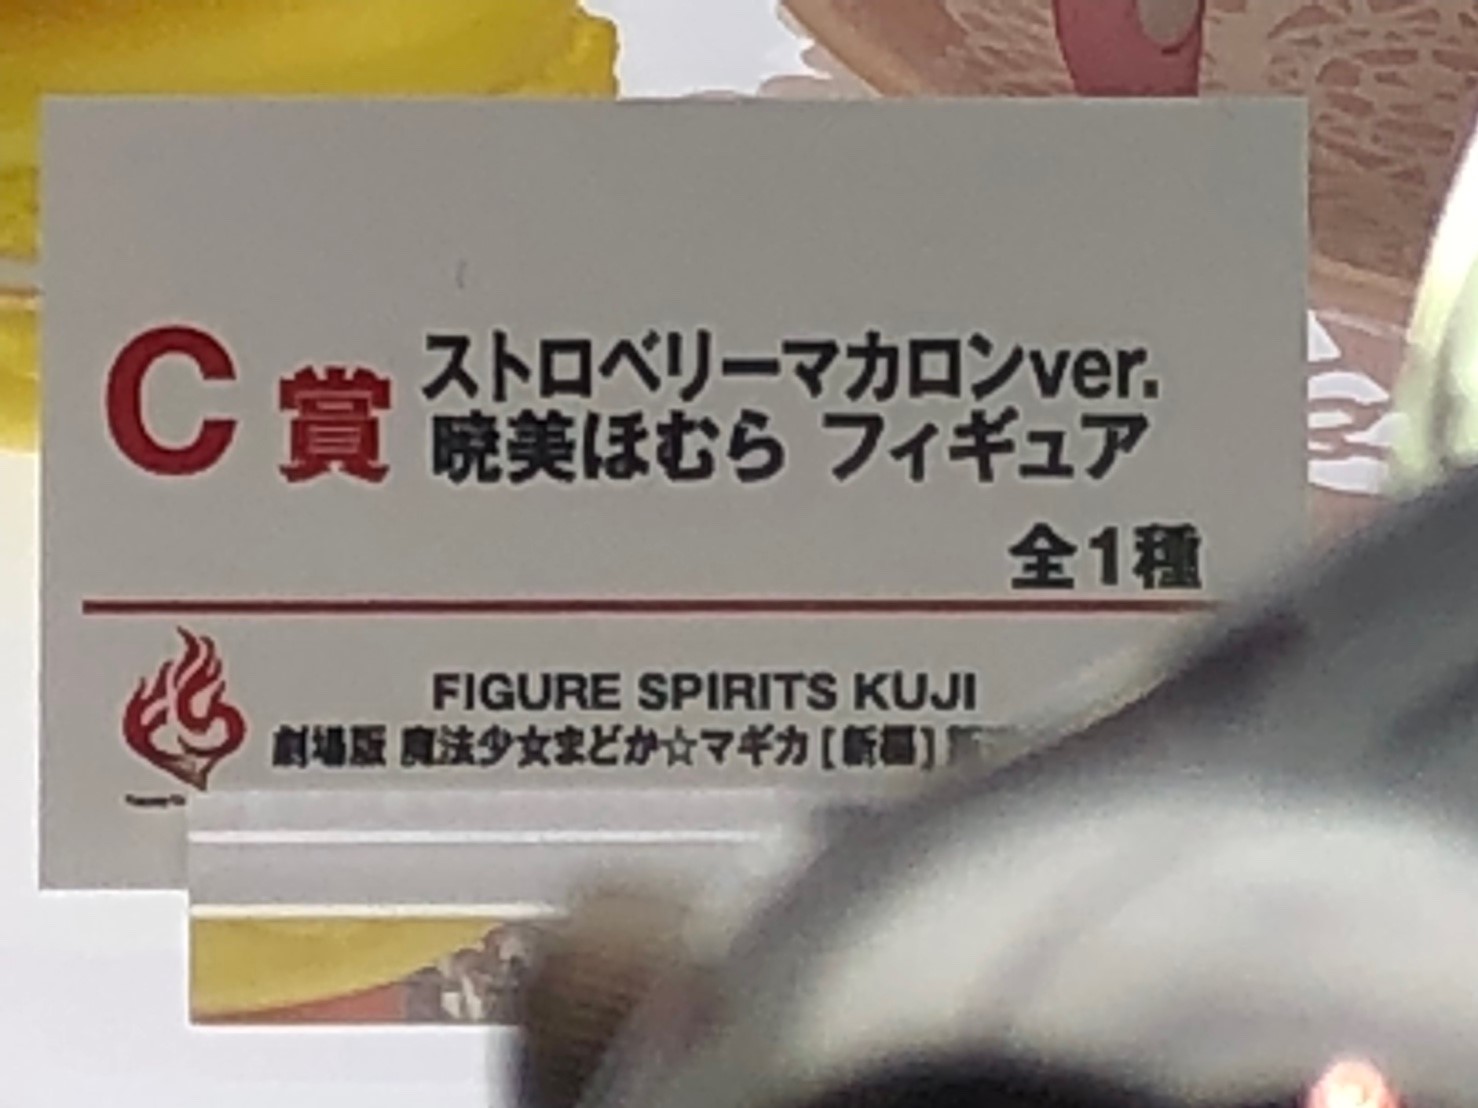 C賞 ストロベリーマカロンver.
暁美ほむら フィギュア
全1種
FIGURE SPIRITS KUJI
劇場版 魔法少女まどか☆マギカ [新編]